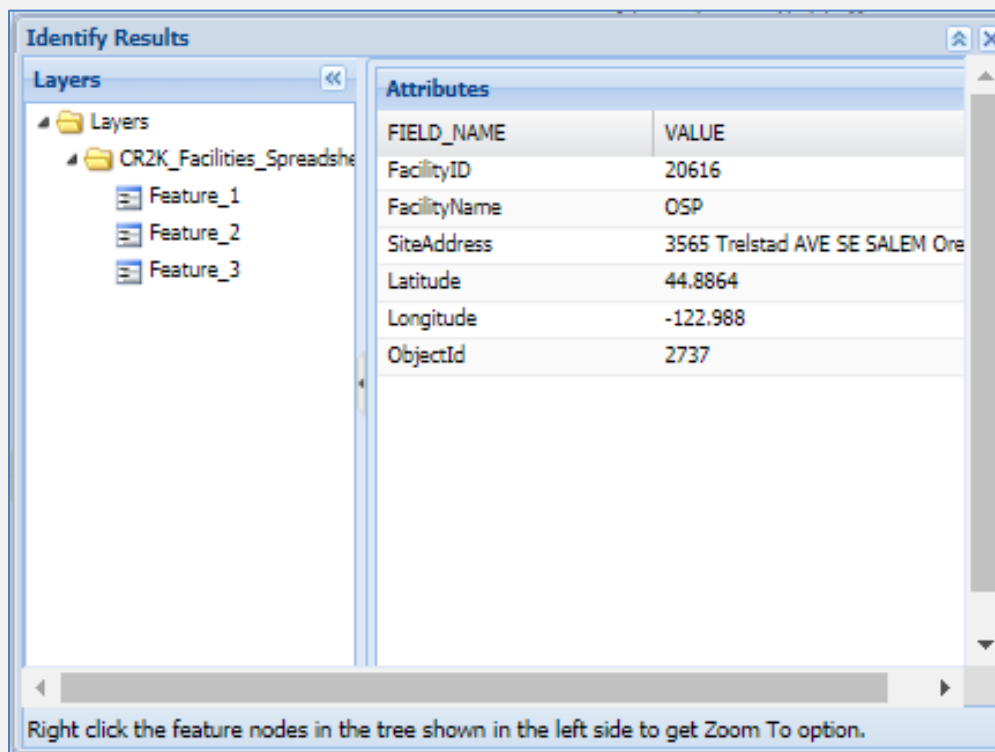 Identify Results
Layers
Layers
CR2K_Facilities_Spreadshe
Feature_1
Feature_2
Feature_3
Attributes
FIELD_NAME VALUE
FacilityID 20616
FacilityName OSP
SiteAddress 3565 Trelstad AVE SE SALEM Ore
Latitude 44.8864
Longitude -122.988
ObjectId 2737
Right click the feature nodes in the tree shown in the left side to get Zoom To option.